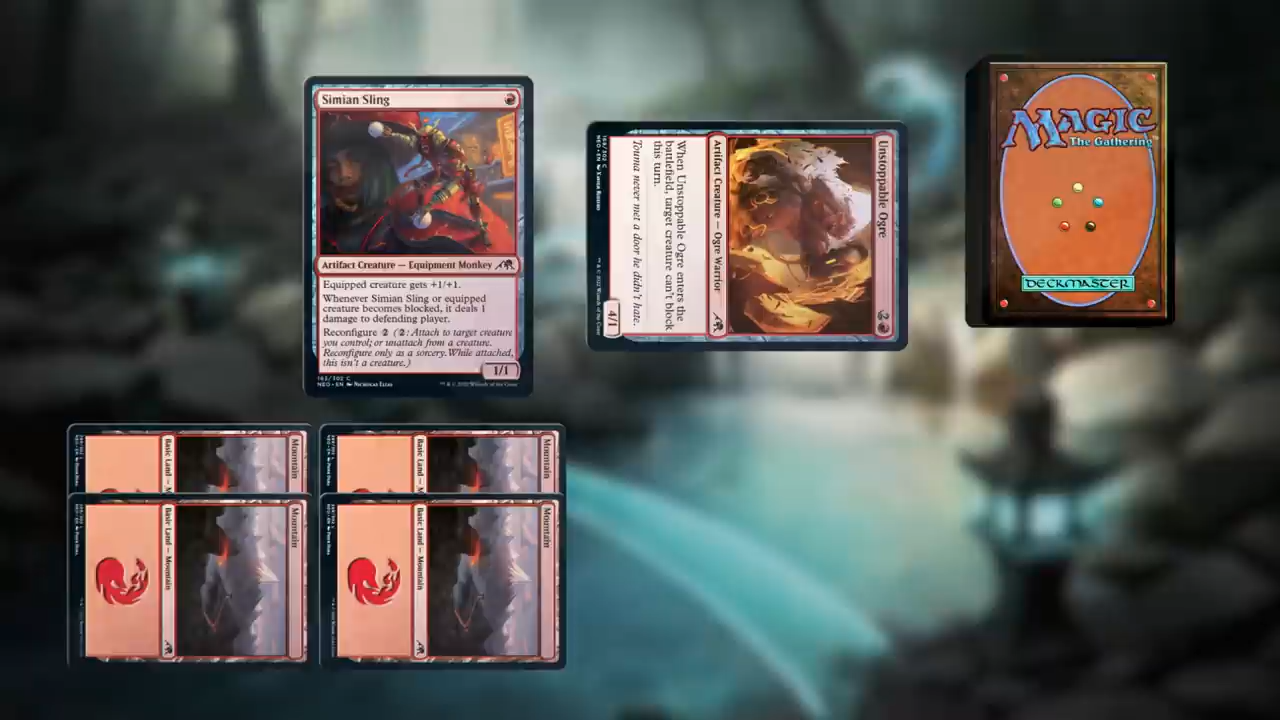 Simian Sling
Artifact Creature — Equipment Monkey
Equipped creature gets +1/+1.
Whenever Simian Sling or equipped
creature becomes blocked, it deals 1
damage to defending player.
Reconfigure 2 (2: Attach to target creature
you control; or unattach from a creature.
Reconfigure only as a sorcery. While attached,
this isn't a creature.)
1/1
NEO • EN Nicholas Elias
Unstoppable Ogre
2
Artifact Creature — Ogre Warrior
When Unstoppable Ogre enters the
battlefield, target creature can't block
this turn.
Touma never met a door he didn't hate.
4/1
MAGIC
The Gathering
DECKMASTER
Mountain
Basic Land — Mountain
Mountain
Basic Land — Mountain
Mountain
Basic Land — Mountain
Mountain
Basic Land — Mountain